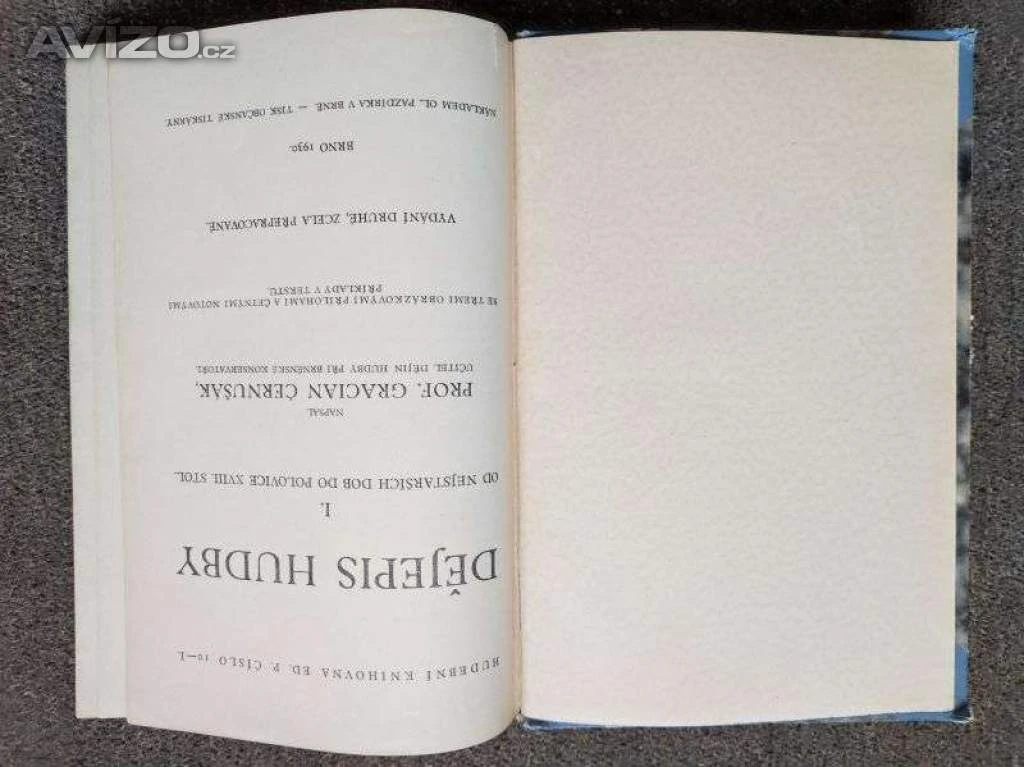 AVÍZO.cz
HUDEBNÍ KNIHOVNA ED. P. ČÍSLO 10—I.
DĚJEPIS HUDBY
I.
OD NEJSTARŠÍCH DOB DO POLOVICE XVIII. STOL.
NAPSAL
PROF. GRACIAN ČERNUŠÁK,
UČITEL DĚJIN HUDBY PŘI BRNĚNSKÉ KONSERVATOŘI.
SE TŘEMI OBRÁZKOVÝMI PŘÍLOHAMI A ČETNÝMI NOTOVÝMI
PŘÍKLADY V TEXTU.
VYDÁNÍ DRUHÉ, ZCELA PŘEPRACOVANÉ.
BRNO 1930.
NÁKLADEM OL. PAZDÍRKA V BRNĚ. — TISK OBČANSKÉ TISKÁRNY.